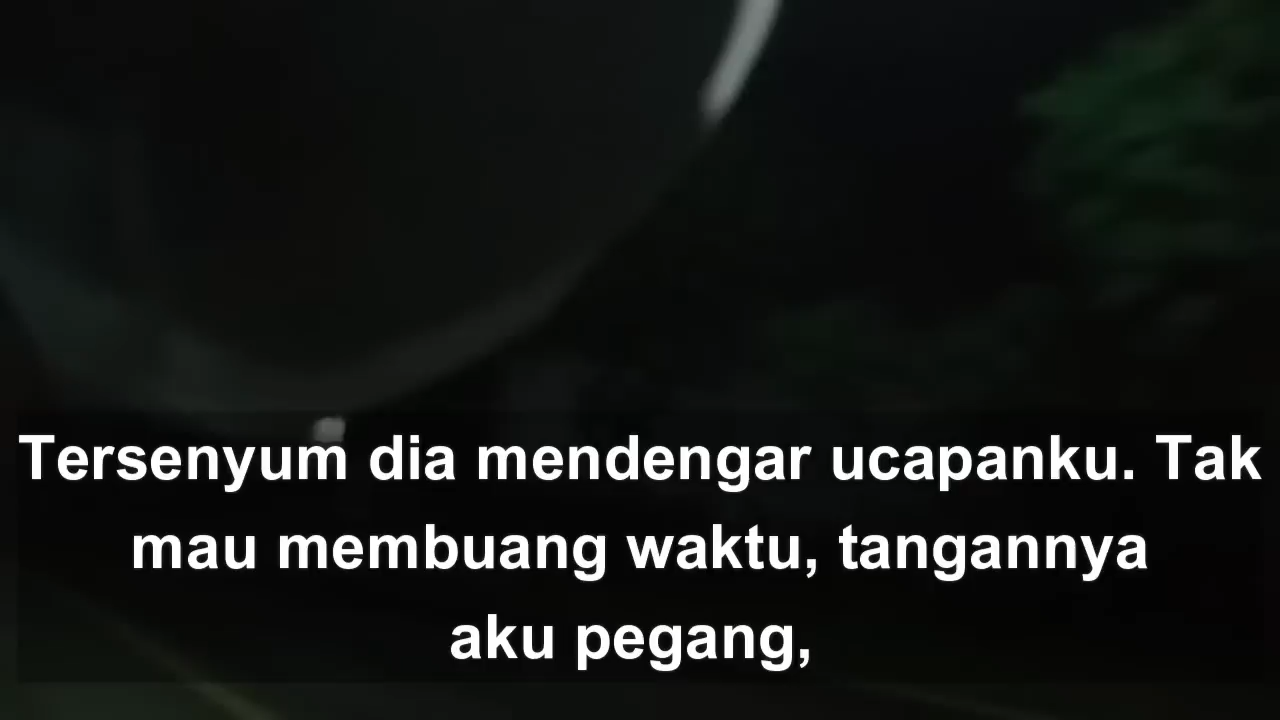 Tersenyum dia mendengar ucapanku. Tak
mau membuang waktu, tangannya
aku pegang,